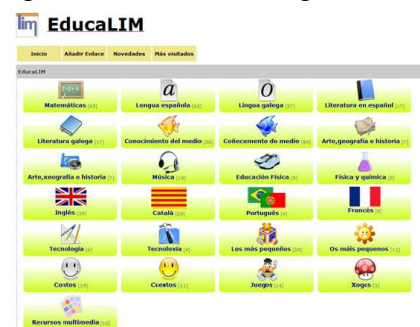 lim EducaLIM
Inicio Añadir Enlace Novedades Más visitados
EducaLIM
Matemáticas Lengua española Lingua galega Literatura en español
Literatura galega Conocimiento del medio Coñecemento do medio Arte,geografía e historia
Arte,xeografía e historia Música Educación Física Física y química
Inglés Català Portugués Francés
Tecnología Tecnoloxía Los más pequeños Os máis pequenos
Contos Cuentos Juegos Xogos
Recursos multimedia